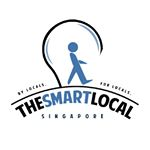 BY LOCALS. FOR LOCALS.
THESMARTLOCAL
SINGAPORE